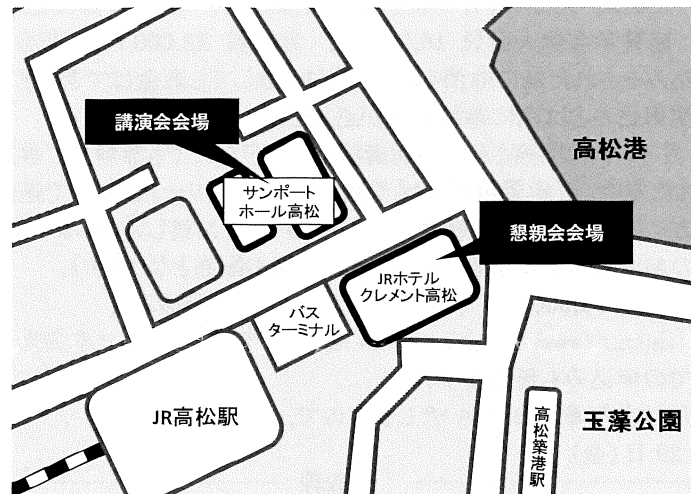 講演会会場
高松港
サンポート
ホール高松
懇親会会場
JRホテル
クレメント高松
バス
ターミナル
JR高松駅
高松築港駅
玉藻公園